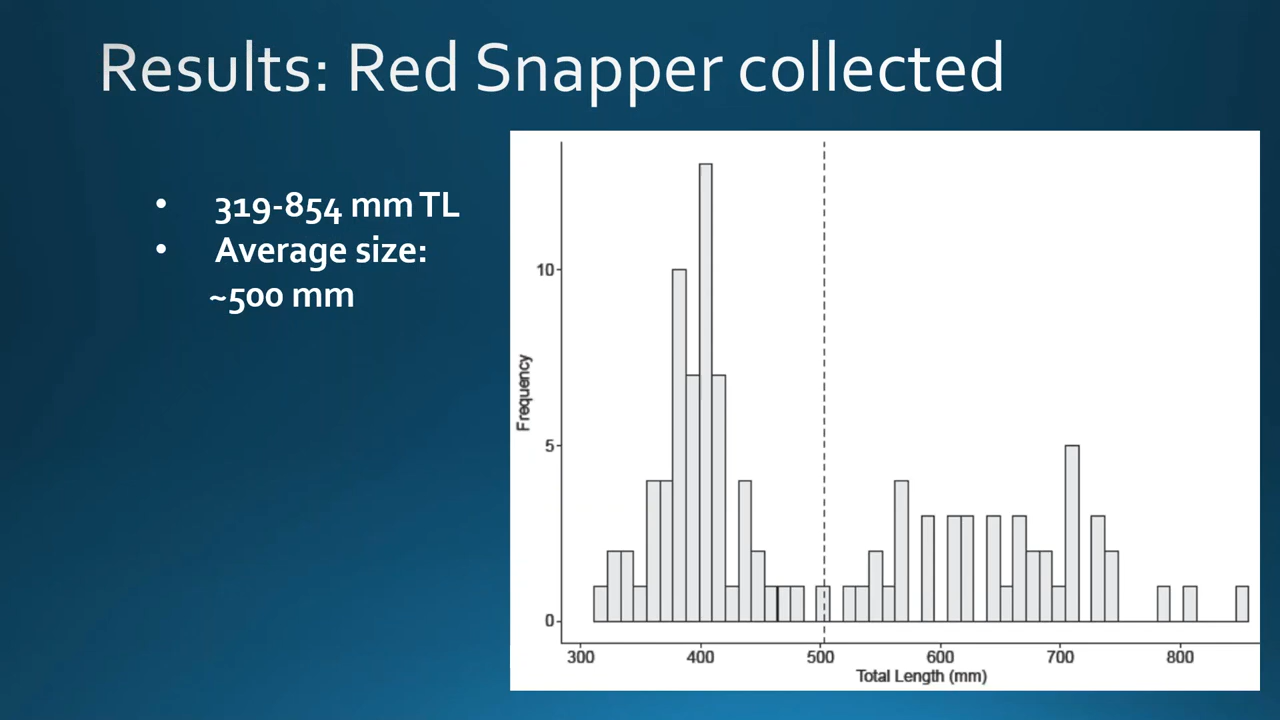 Results: Red Snapper collected
• 319-854 mm TL
• Average size:
~500 mm
Frequency
10
5
0
300 400 500 600 700 800
Total Length (mm)